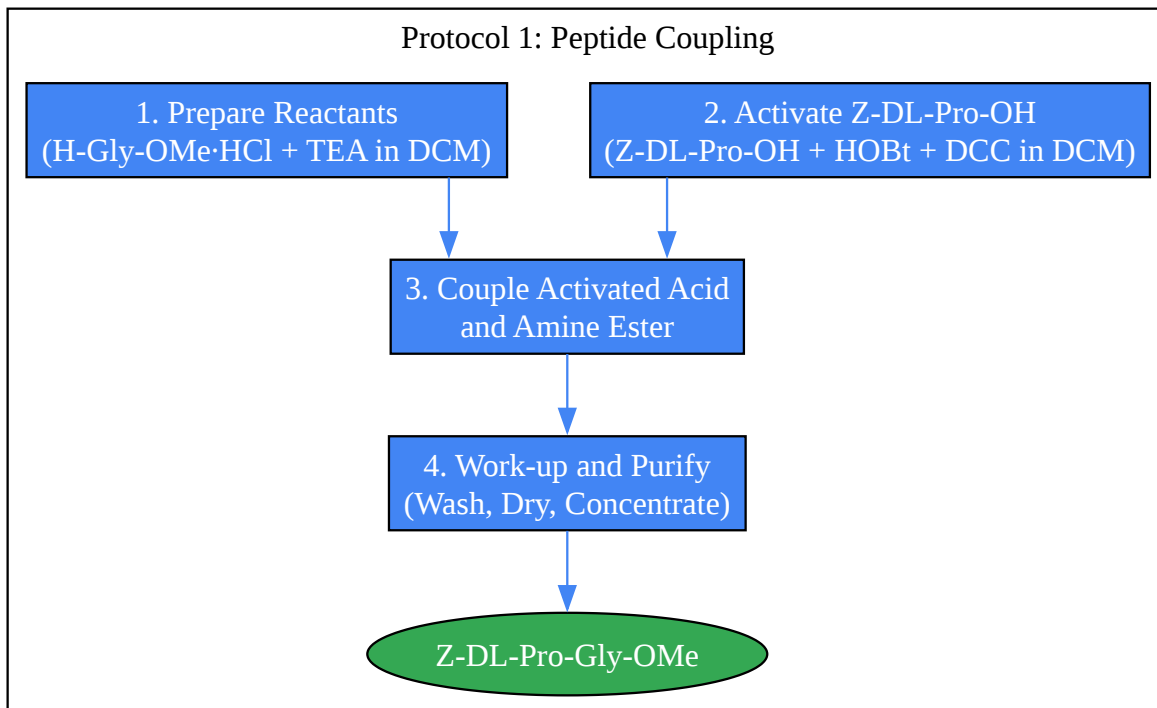 Protocol 1: Peptide Coupling
1. Prepare Reactants
(H-Gly-OMe·HCl + TEA in DCM)
2. Activate Z-DL-Pro-OH
(Z-DL-Pro-OH + HOBt + DCC in DCM)
3. Couple Activated Acid
and Amine Ester
4. Work-up and Purify
(Wash, Dry, Concentrate)
Z-DL-Pro-Gly-OMe